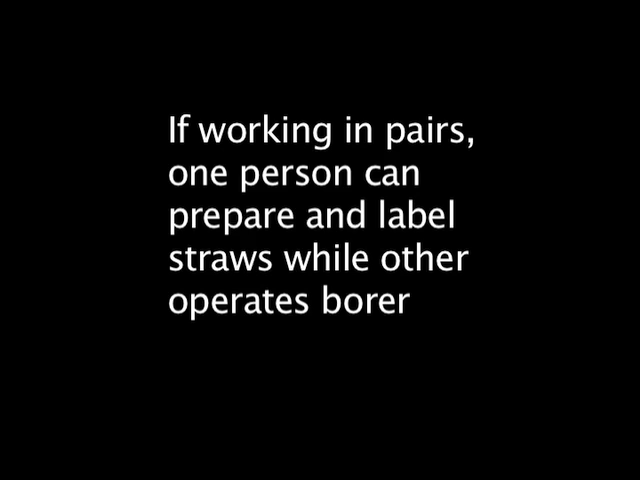 If working in pairs,
one person can
prepare and label
straws while other
operates borer